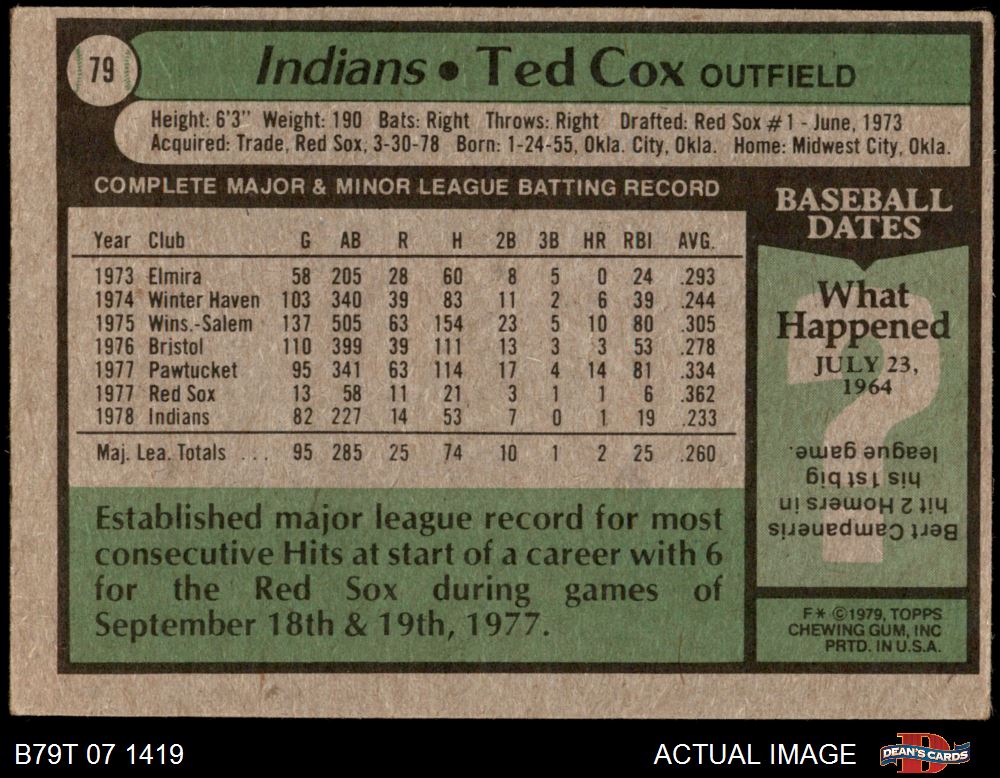 79
Indians • Ted Cox OUTFIELD
Height: 6'3" Weight: 190 Bats: Right Throws: Right Drafted: Red Sox #1 - June, 1973
Acquired: Trade, Red Sox, 3-30-78 Born: 1-24-55, Okla. City, Okla. Home: Midwest City, Okla.
COMPLETE MAJOR & MINOR LEAGUE BATTING RECORD
Year Club G AB R H 2B 3B HR RBI AVG.
1973 Elmira 58 205 28 60 8 5 0 24 .293
1974 Winter Haven 103 340 39 83 11 2 6 39 .244
1975 Wins.-Salem 137 505 63 154 23 5 10 80 .305
1976 Bristol 110 399 39 111 13 3 3 53 .278
1977 Pawtucket 95 341 63 114 17 4 14 81 .334
1977 Red Sox 13 58 11 21 3 1 1 6 .362
1978 Indians 82 227 14 53 7 0 1 19 .233
Maj. Lea. Totals ... 95 285 25 74 10 1 2 25 .260
Established major league record for most
consecutive Hits at start of a career with 6
for the Red Sox during games of
September 18th & 19th, 1977.
BASEBALL
DATES
What
Happened
JULY 23,
1964
?
Bert Campaneris
hit 2 Homers in
his 1st big
league game.
F* ©1979, TOPPS
CHEWING GUM, INC
PRTD. IN U.S.A.
B79T 07 1419
ACTUAL IMAGE
DEAN'S CARDS